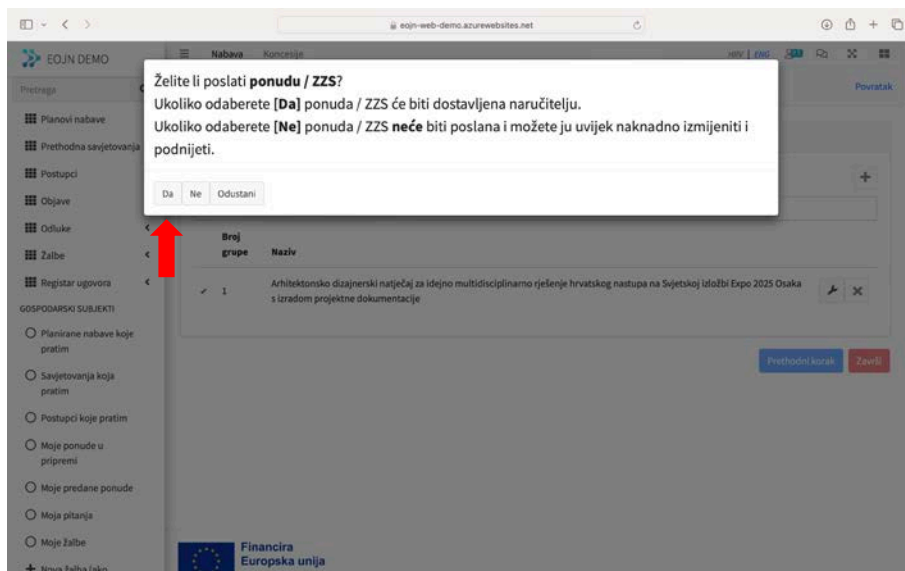 eojn-web-demo.azurewebsites.net
EOJN DEMO
Nabava Koncesije
HRV | ENG
Pretraga
Povratak
Želite li poslati ponudu / ZZS?
Ukoliko odaberete [Da] ponuda / ZZS će biti dostavljena naručitelju.
Ukoliko odaberete [Ne] ponuda / ZZS neće biti poslana i možete ju uvijek naknadno izmijeniti i
podnijeti.
Da Ne Odustani
Planovi nabave
Prethodna savjetovanja
Postupci
Objave
Odluke
Žalbe
Registar ugovora
GOSPODARSKI SUBJEKTI
Planirane nabave koje
pratim
Savjetovanja koja
pratim
Postupci koje pratim
Moje ponude u
pripremi
Moje predane ponude
Moja pitanja
Moje žalbe
Nova žalba (ako
Broj
grupe Naziv
1 Arhitektonsko dizajnerski natječaj za idejno multidisciplinarno rješenje hrvatskog nastupa na Svjetskoj izložbi Expo 2025 Osaka
s izradom projektne dokumentacije
Prethodni korak Završi
Financira
Europska unija